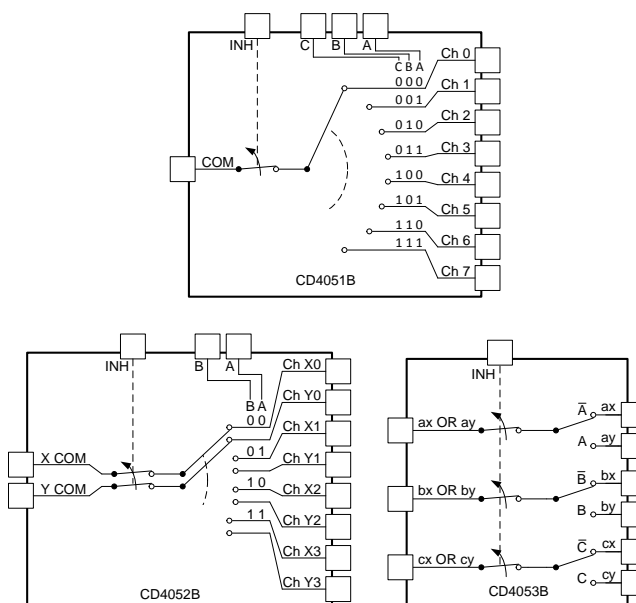 INH C B A
C B A
0 0 0 Ch 0
0 0 1 Ch 1
0 1 0 Ch 2
0 1 1 Ch 3
COM
1 0 0 Ch 4
1 0 1 Ch 5
1 1 0 Ch 6
1 1 1 Ch 7
CD4051B
INH B A
Ch X0
B A
0 0 Ch Y0
0 1 Ch X1
X COM
Ch Y1
Y COM
1 0 Ch X2
Ch Y2
1 1 Ch X3
Ch Y3
CD4052B
INH
ax OR ay
A̅ ax
A ay
bx OR by
B̅ bx
B by
cx OR cy
C̅ cx
C cy
CD4053B